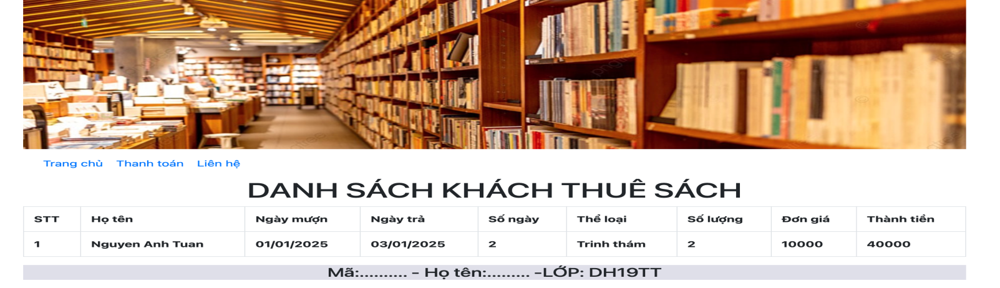 Trang chủ Thanh toán Liên hệ
DANH SÁCH KHÁCH THUÊ SÁCH
STT Họ tên Ngày mượn Ngày trả Số ngày Thể loại Số lượng Đơn giá Thành tiền
1 Nguyen Anh Tuan 01/01/2025 03/01/2025 2 Trinh thám 2 10000 40000
Mã:.......... - Họ tên:......... -LỚP: DH19TT